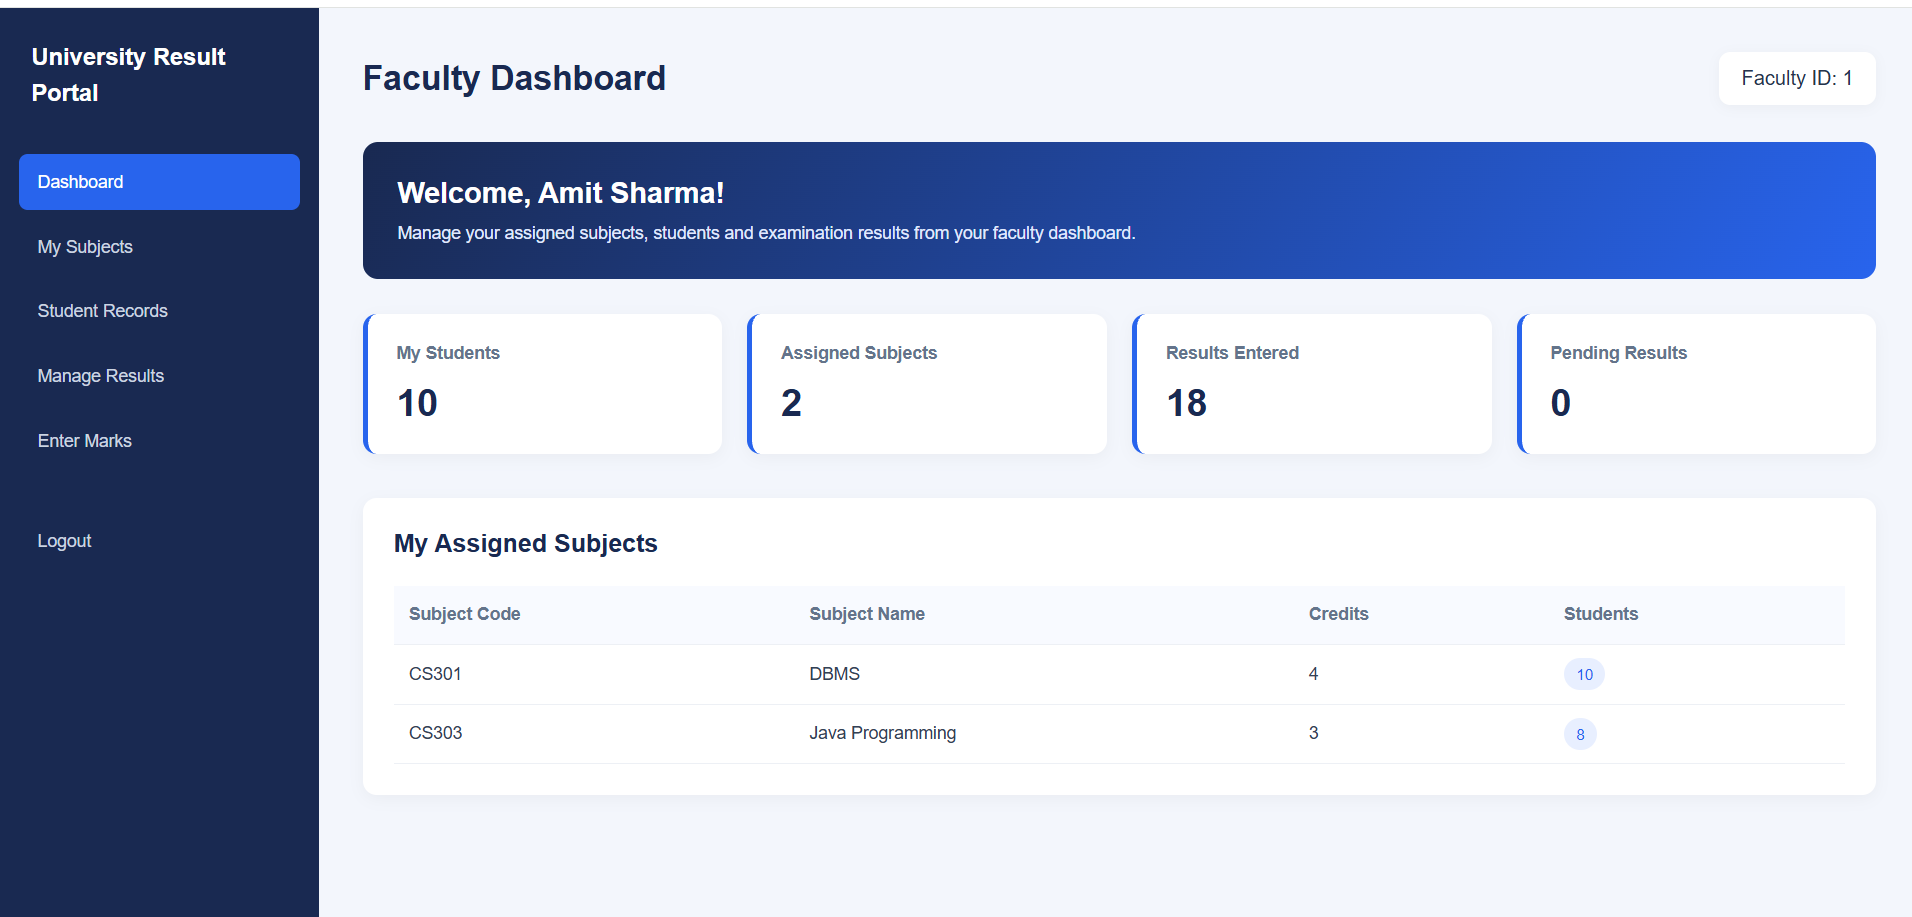 University Result
Portal
Dashboard
My Subjects
Student Records
Manage Results
Enter Marks
Logout
Faculty Dashboard
Faculty ID: 1
Welcome, Amit Sharma!
Manage your assigned subjects, students and examination results from your faculty dashboard.
My Students
10
Assigned Subjects
2
Results Entered
18
Pending Results
0
My Assigned Subjects
Subject Code Subject Name Credits Students
CS301 DBMS 4 10
CS303 Java Programming 3 8